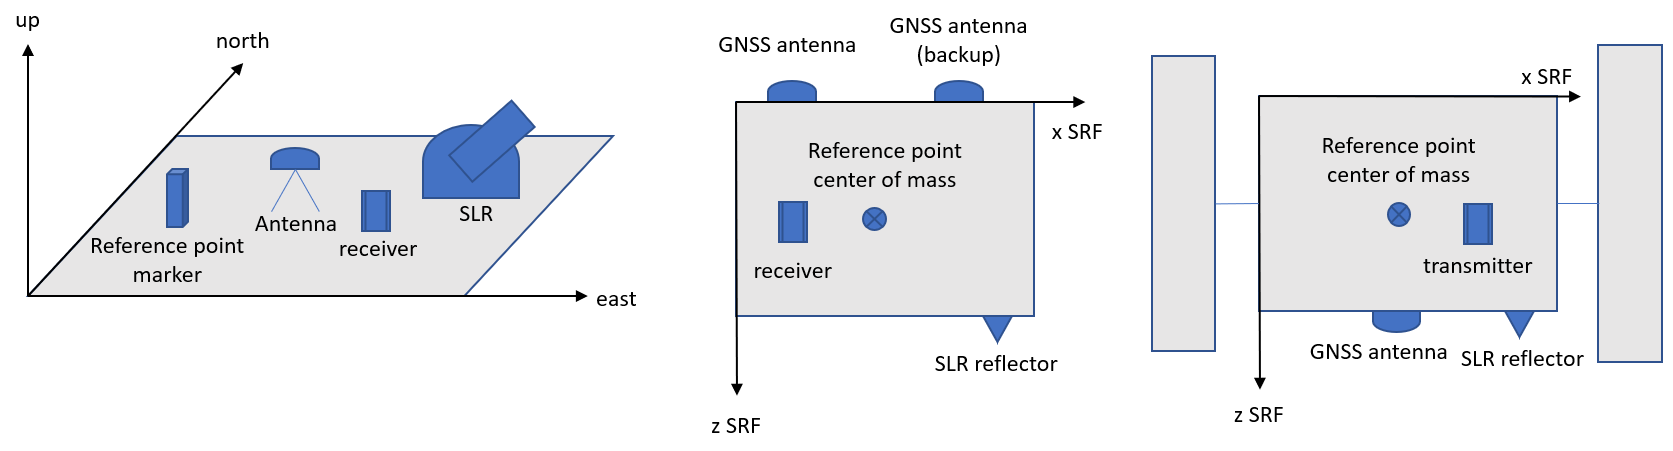 up
north
Reference point
marker
Antenna
receiver
SLR
east
GNSS antenna
GNSS antenna
(backup)
x SRF
Reference point
center of mass
receiver
SLR reflector
z SRF
x SRF
Reference point
center of mass
transmitter
GNSS antenna
SLR reflector
z SRF